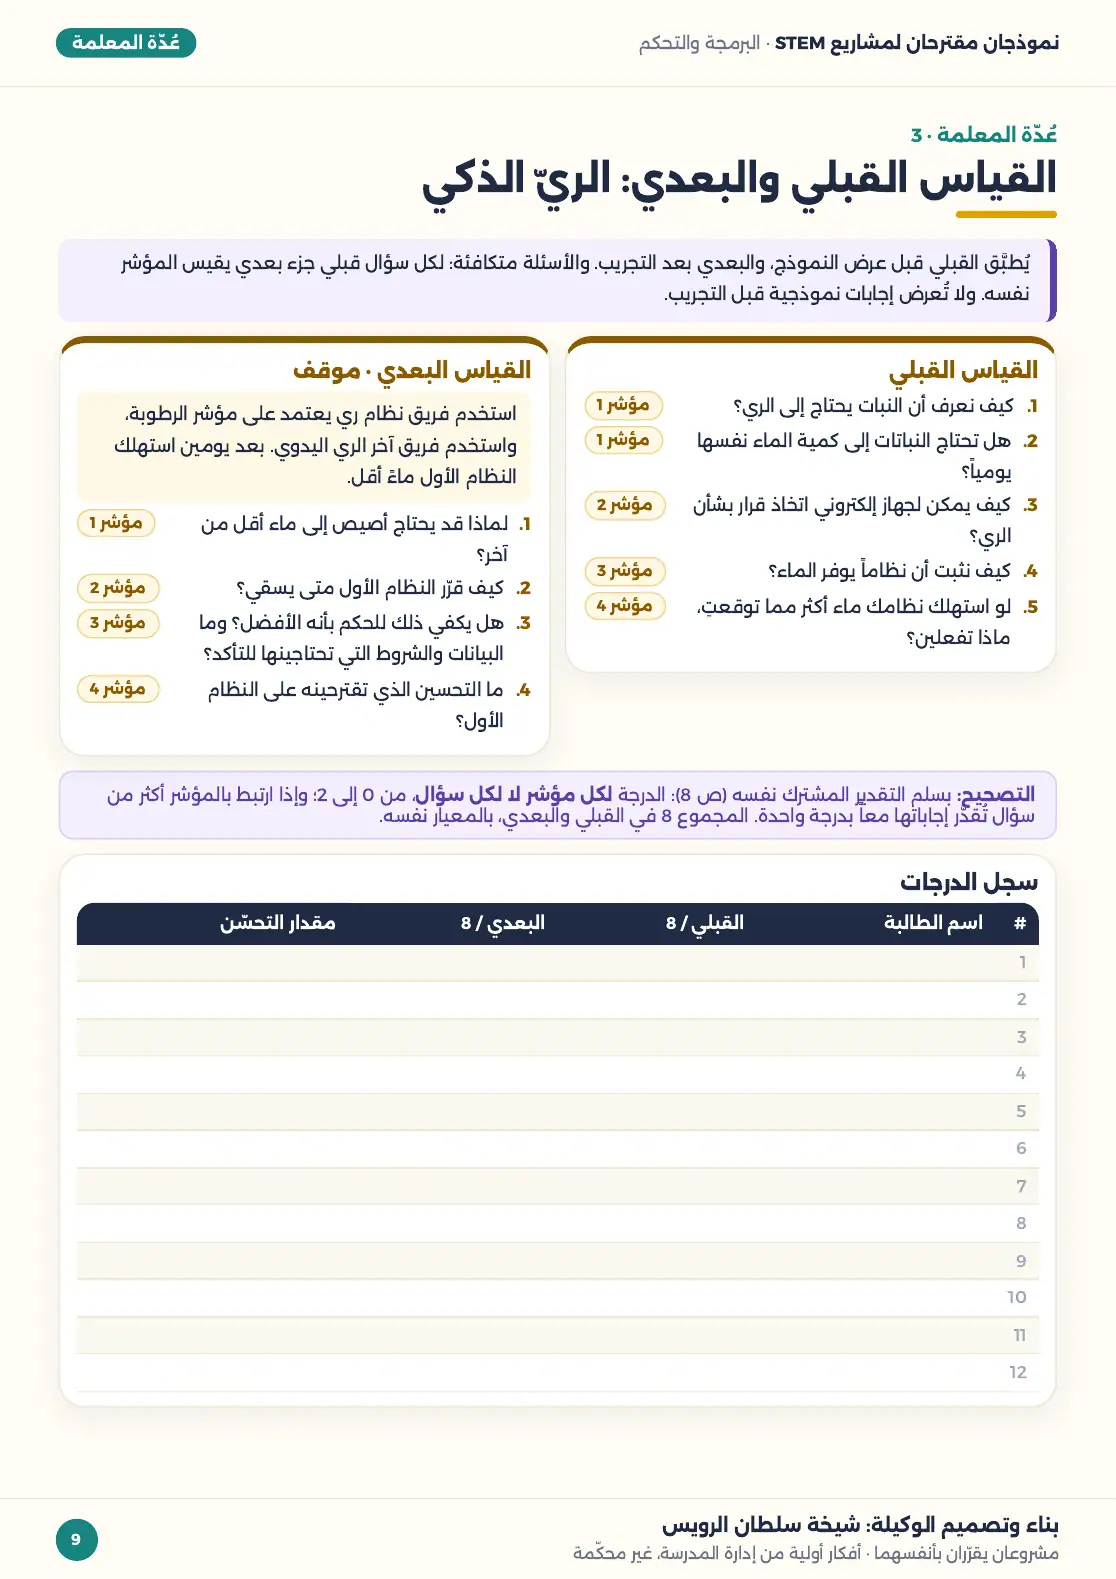 نموذجان مقترحان لمشاريع STEM · البرمجة والتحكم
عُدّة المعلمة
عُدّة المعلمة · 3
القياس القبلي والبعدي: الريّ الذكي
يُطبَّق القبلي قبل عرض النموذج، والبعدي بعد التجريب. والأسئلة متكافئة: لكل سؤال قبلي جزء بعدي يقيس المؤشر
نفسه. ولا تُعرض إجابات نموذجية قبل التجريب.
القياس القبلي
1. كيف نعرف أن النبات يحتاج إلى الري؟ مؤشر 1
2. هل تحتاج النباتات إلى كمية الماء نفسها مؤشر 1
يومياً؟
3. كيف يمكن لجهاز إلكتروني اتخاذ قرار بشأن مؤشر 2
الري؟
4. كيف نثبت أن نظاماً يوفر الماء؟ مؤشر 3
5. لو استهلك نظامك ماء أكثر مما توقعتِ، مؤشر 4
ماذا تفعلين؟
القياس البعدي · موقف
استخدم فريق نظام ري يعتمد على مؤشر الرطوبة،
واستخدم فريق آخر الري اليدوي. بعد يومين استهلك
النظام الأول ماءً أقل.
1. لماذا قد يحتاج أصيص إلى ماء أقل من مؤشر 1
آخر؟
2. كيف قرّر النظام الأول متى يسقي؟ مؤشر 2
3. هل يكفي ذلك للحكم بأنه الأفضل؟ وما مؤشر 3
البيانات والشروط التي تحتاجينها للتأكد؟
4. ما التحسين الذي تقترحينه على النظام مؤشر 4
الأول؟
التصحيح: بسلم التقدير المشترك نفسه (ص 8): الدرجة لكل مؤشر لا لكل سؤال، من 0 إلى 2؛ وإذا ارتبط بالمؤشر أكثر من
سؤال تُقدَّر إجاباتها معاً بدرجة واحدة. المجموع 8 في القبلي والبعدي، بالمعيار نفسه.
سجل الدرجات
# اسم الطالبة القبلي / 8 البعدي / 8 مقدار التحسّن
1
2
3
4
5
6
7
8
9
10
11
12
بناء وتصميم الوكيلة: شيخة سلطان الرويس
مشروعان يقرّران بأنفسهما · أفكار أولية من إدارة المدرسة، غير محكّمة
9